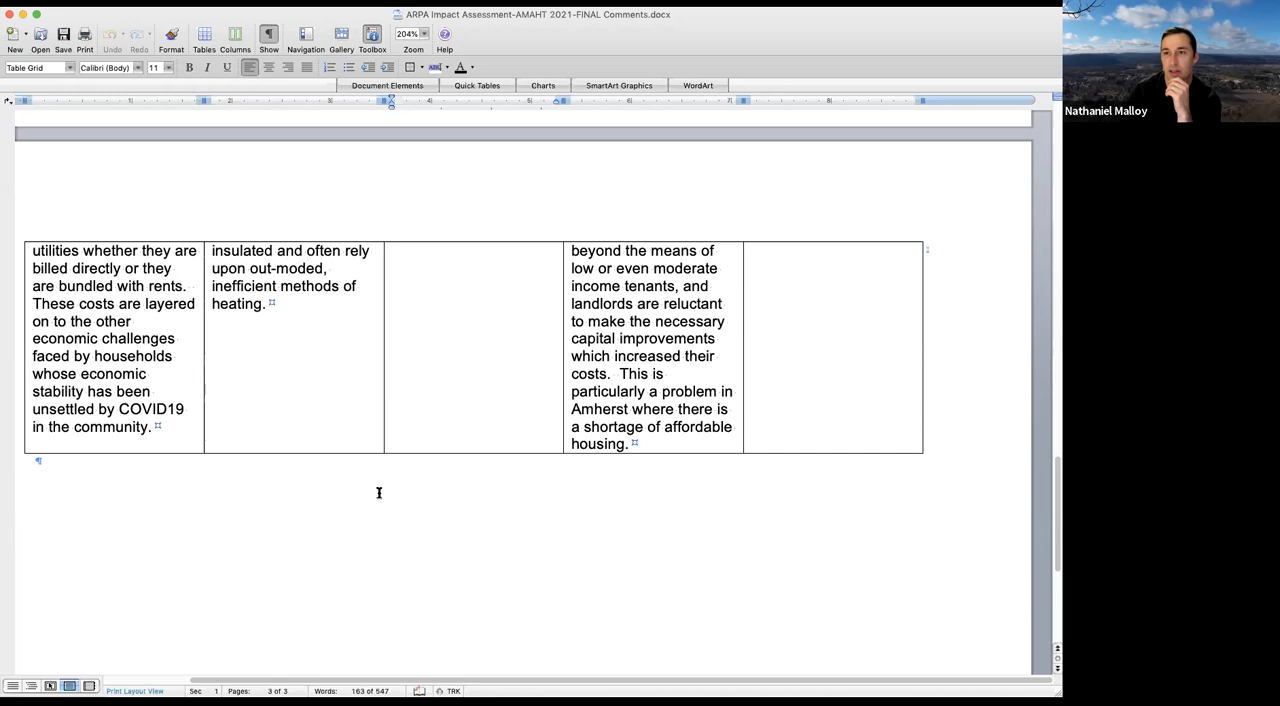 ARPA Impact Assessment-AMAHT 2021-FINAL Comments.docx
New Open Save Print Undo Redo Format Tables Columns Show Navigation Gallery Toolbox Zoom Help
204%
Table Grid Calibri (Body) 11 B I U
Document Elements Quick Tables Charts SmartArt Graphics WordArt
Nathaniel Malloy
utilities whether they are
billed directly or they
are bundled with rents.
These costs are layered
on to the other
economic challenges
faced by households
whose economic
stability has been
unsettled by COVID19
in the community.
insulated and often rely
upon out-moded,
inefficient methods of
heating.
beyond the means of
low or even moderate
income tenants, and
landlords are reluctant
to make the necessary
capital improvements
which increased their
costs.  This is
particularly a problem in
Amherst where there is
a shortage of affordable
housing.
Print Layout View Sec 1 Pages: 3 of 3 Words: 163 of 547 TRK